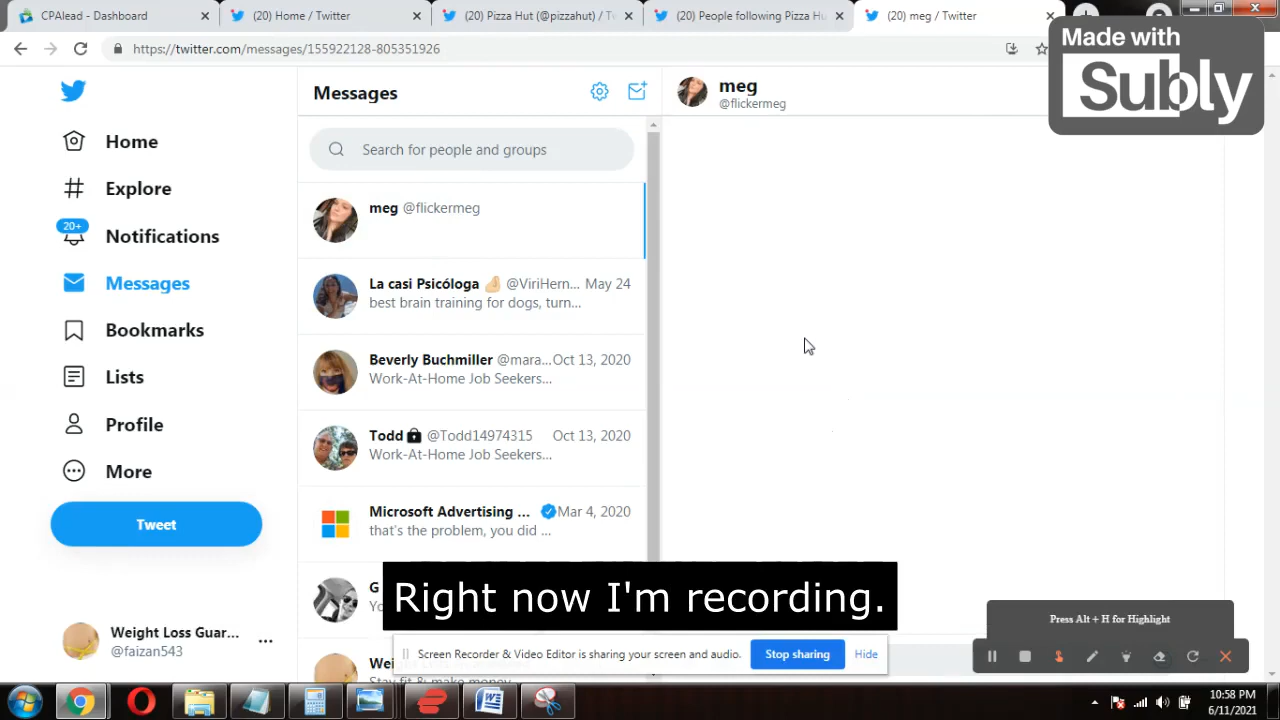 CPAlead - Dashboard
(20) Home / Twitter
(20) Pizza Hut (@pizzahut) / Tw
(20) People following Pizza Hu
(20) meg / Twitter
https://twitter.com/messages/155922128-805351926
Made with
Subly
Home
Explore
20+
Notifications
Messages
Bookmarks
Lists
Profile
More
Tweet
Weight Loss Guar...
@faizan543
Messages
Search for people and groups
meg @flickermeg
La casi Psicóloga @ViriHern... May 24
best brain training for dogs, turn...
Beverly Buchmiller @mara... Oct 13, 2020
Work-At-Home Job Seekers...
Todd @Todd14974315 Oct 13, 2020
Work-At-Home Job Seekers...
Microsoft Advertising ... Mar 4, 2020
that's the problem, you did ...
G
meg
@flickermeg
Right now I'm recording.
Screen Recorder & Video Editor is sharing your screen and audio.
Stop sharing
Hide
Press Alt + H for Highlight
10:58 PM
6/11/2021